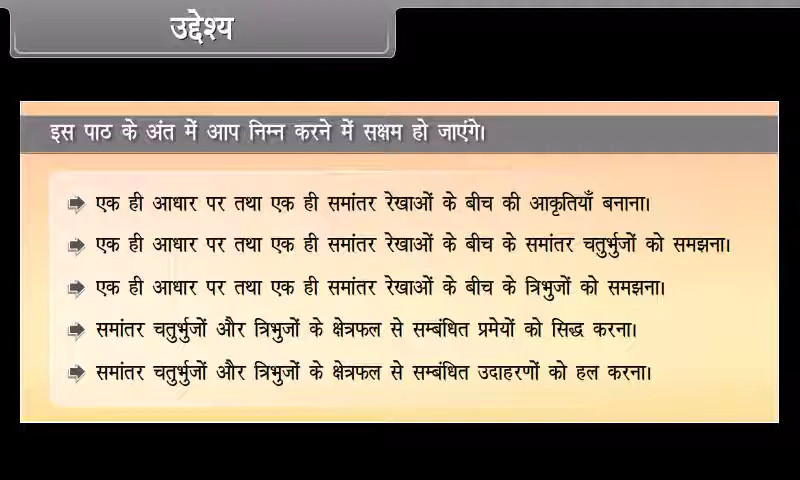 उद्देश्य
इस पाठ के अंत में आप निम्न करने में सक्षम हो जाएंगे।
एक ही आधार पर तथा एक ही समांतर रेखाओं के बीच की आकृतियाँ बनाना।
एक ही आधार पर तथा एक ही समांतर रेखाओं के बीच के समांतर चतुर्भुजों को समझना।
एक ही आधार पर तथा एक ही समांतर रेखाओं के बीच के त्रिभुजों को समझना।
समांतर चतुर्भुजों और त्रिभुजों के क्षेत्रफल से सम्बंधित प्रमेयों को सिद्ध करना।
समांतर चतुर्भुजों और त्रिभुजों के क्षेत्रफल से सम्बंधित उदाहरणों को हल करना।